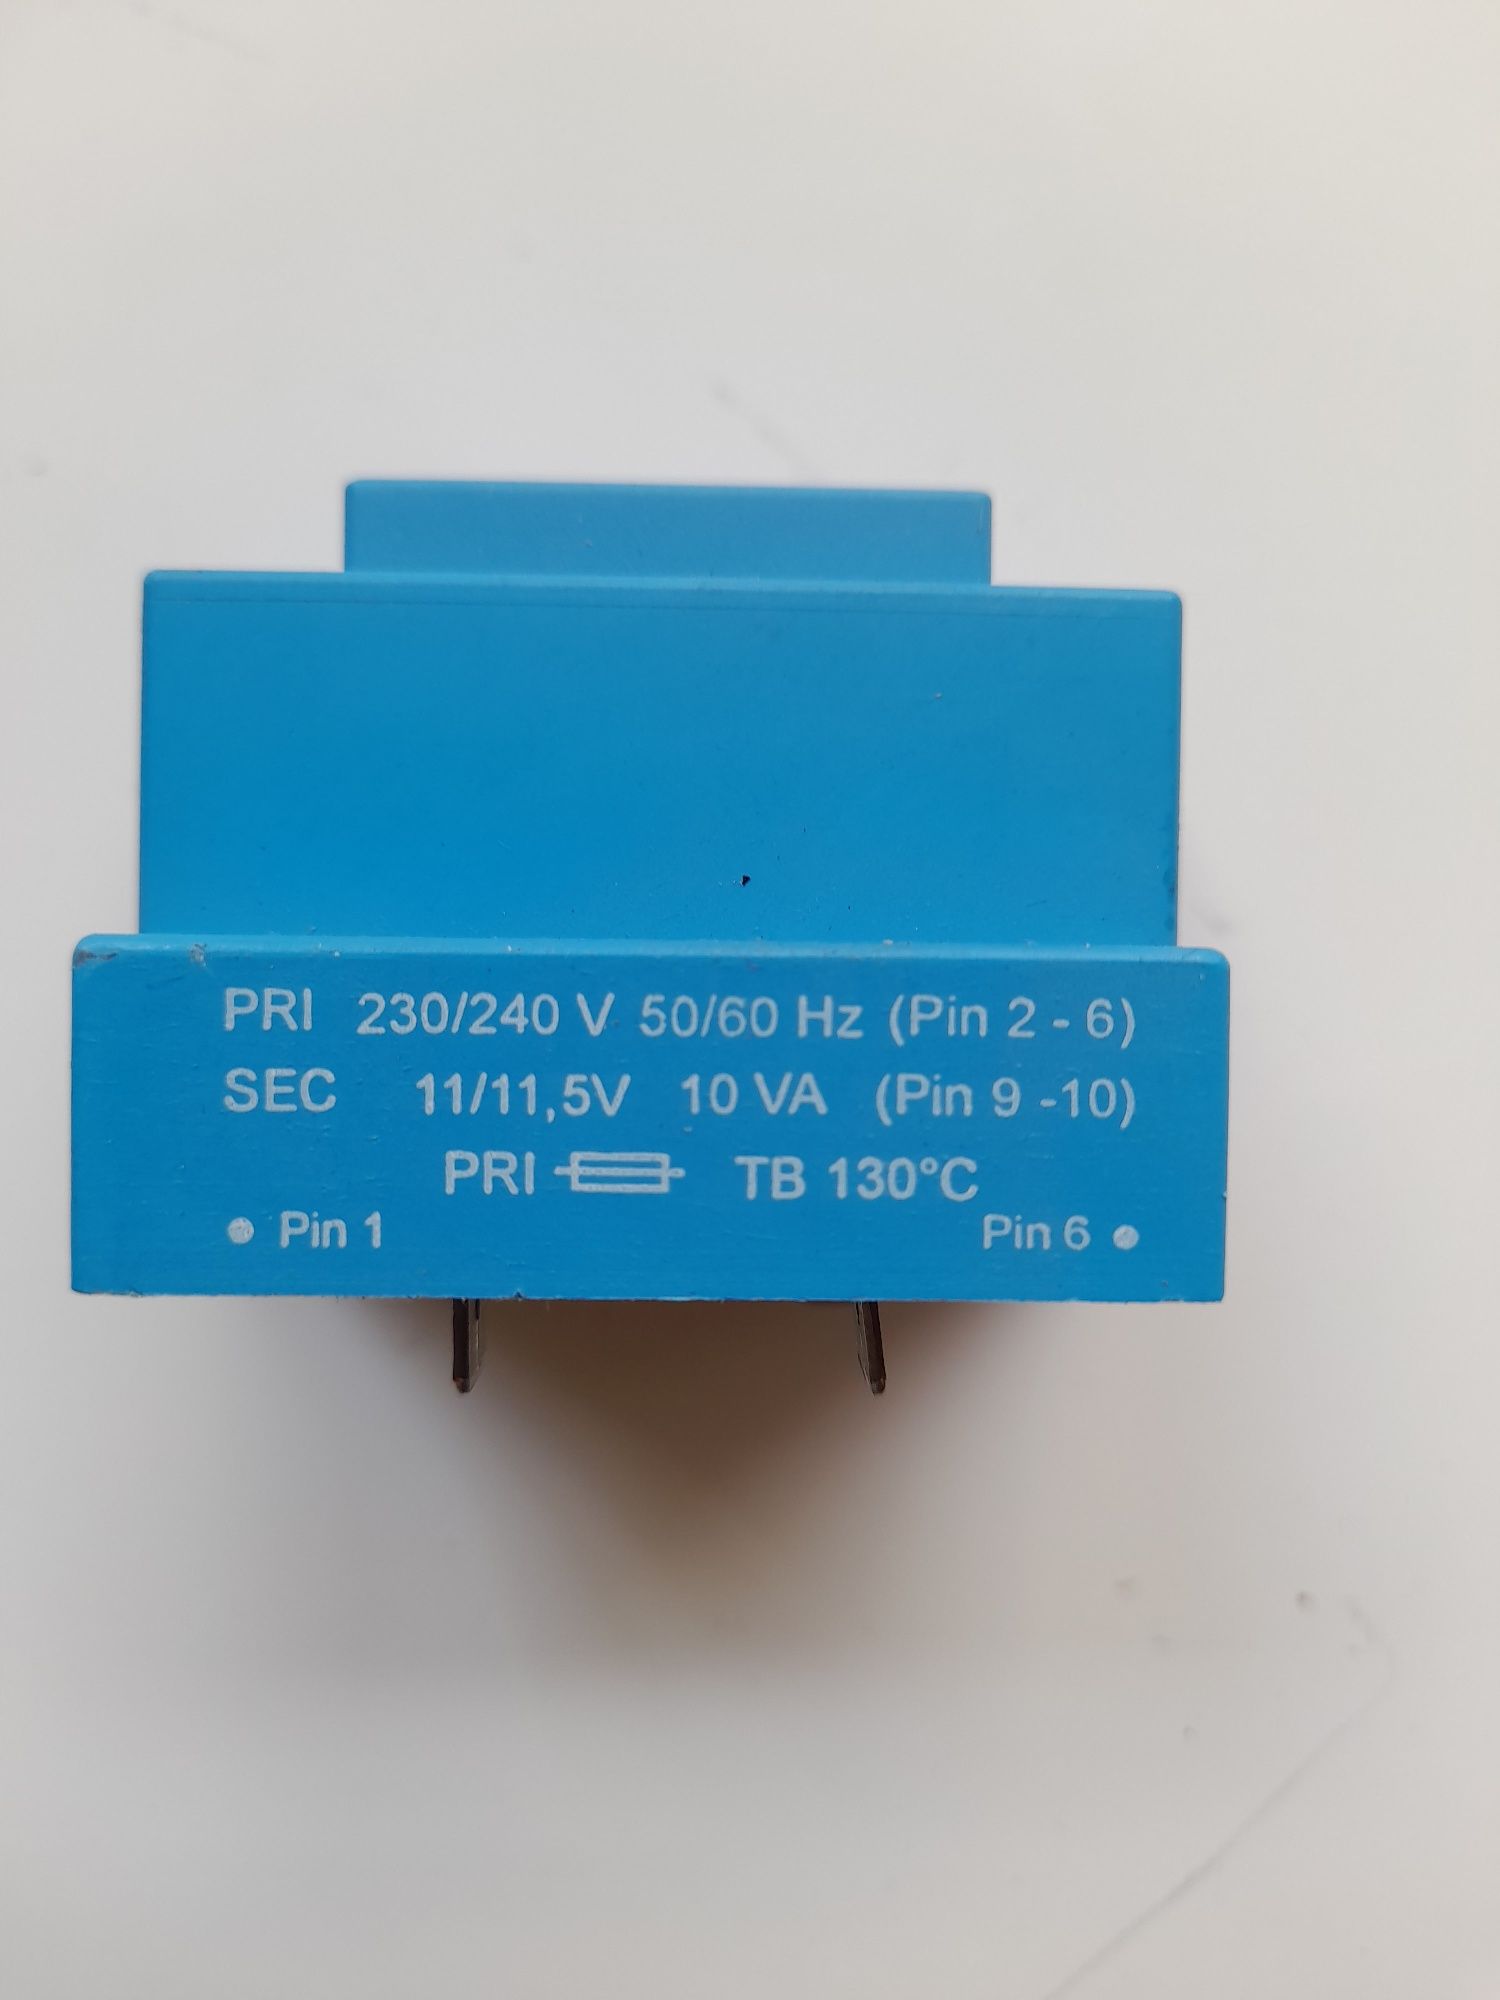 PRI 230/240 V 50/60 Hz (Pin 2 - 6)
SEC 11/11,5V 10 VA (Pin 9 -10)
PRI TB 130°C
• Pin 1 Pin 6 •